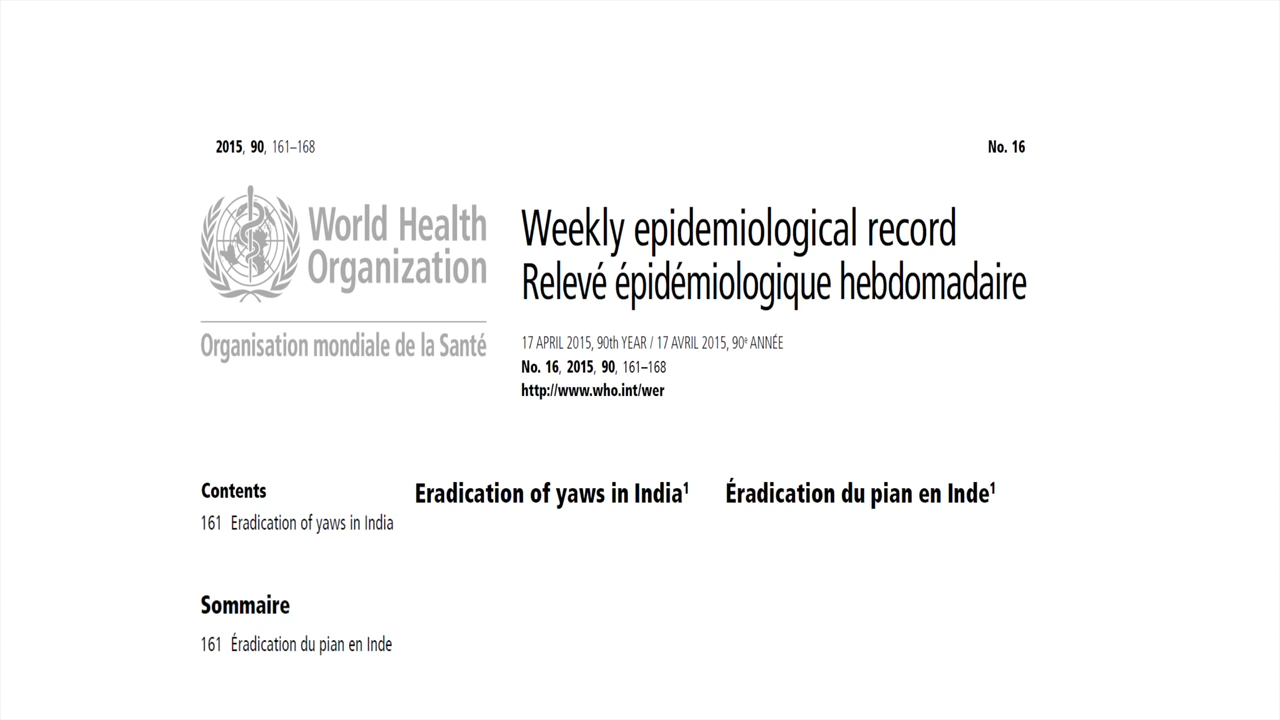 2015, 90, 161–168
No. 16
World Health
Organization
Organisation mondiale de la Santé
Weekly epidemiological record
Relevé épidémiologique hebdomadaire
17 APRIL 2015, 90th YEAR / 17 AVRIL 2015, 90e ANNÉE
No. 16, 2015, 90, 161–168
http://www.who.int/wer
Contents
161 Eradication of yaws in India
Sommaire
161 Éradication du pian en Inde
Eradication of yaws in India¹
Éradication du pian en Inde¹